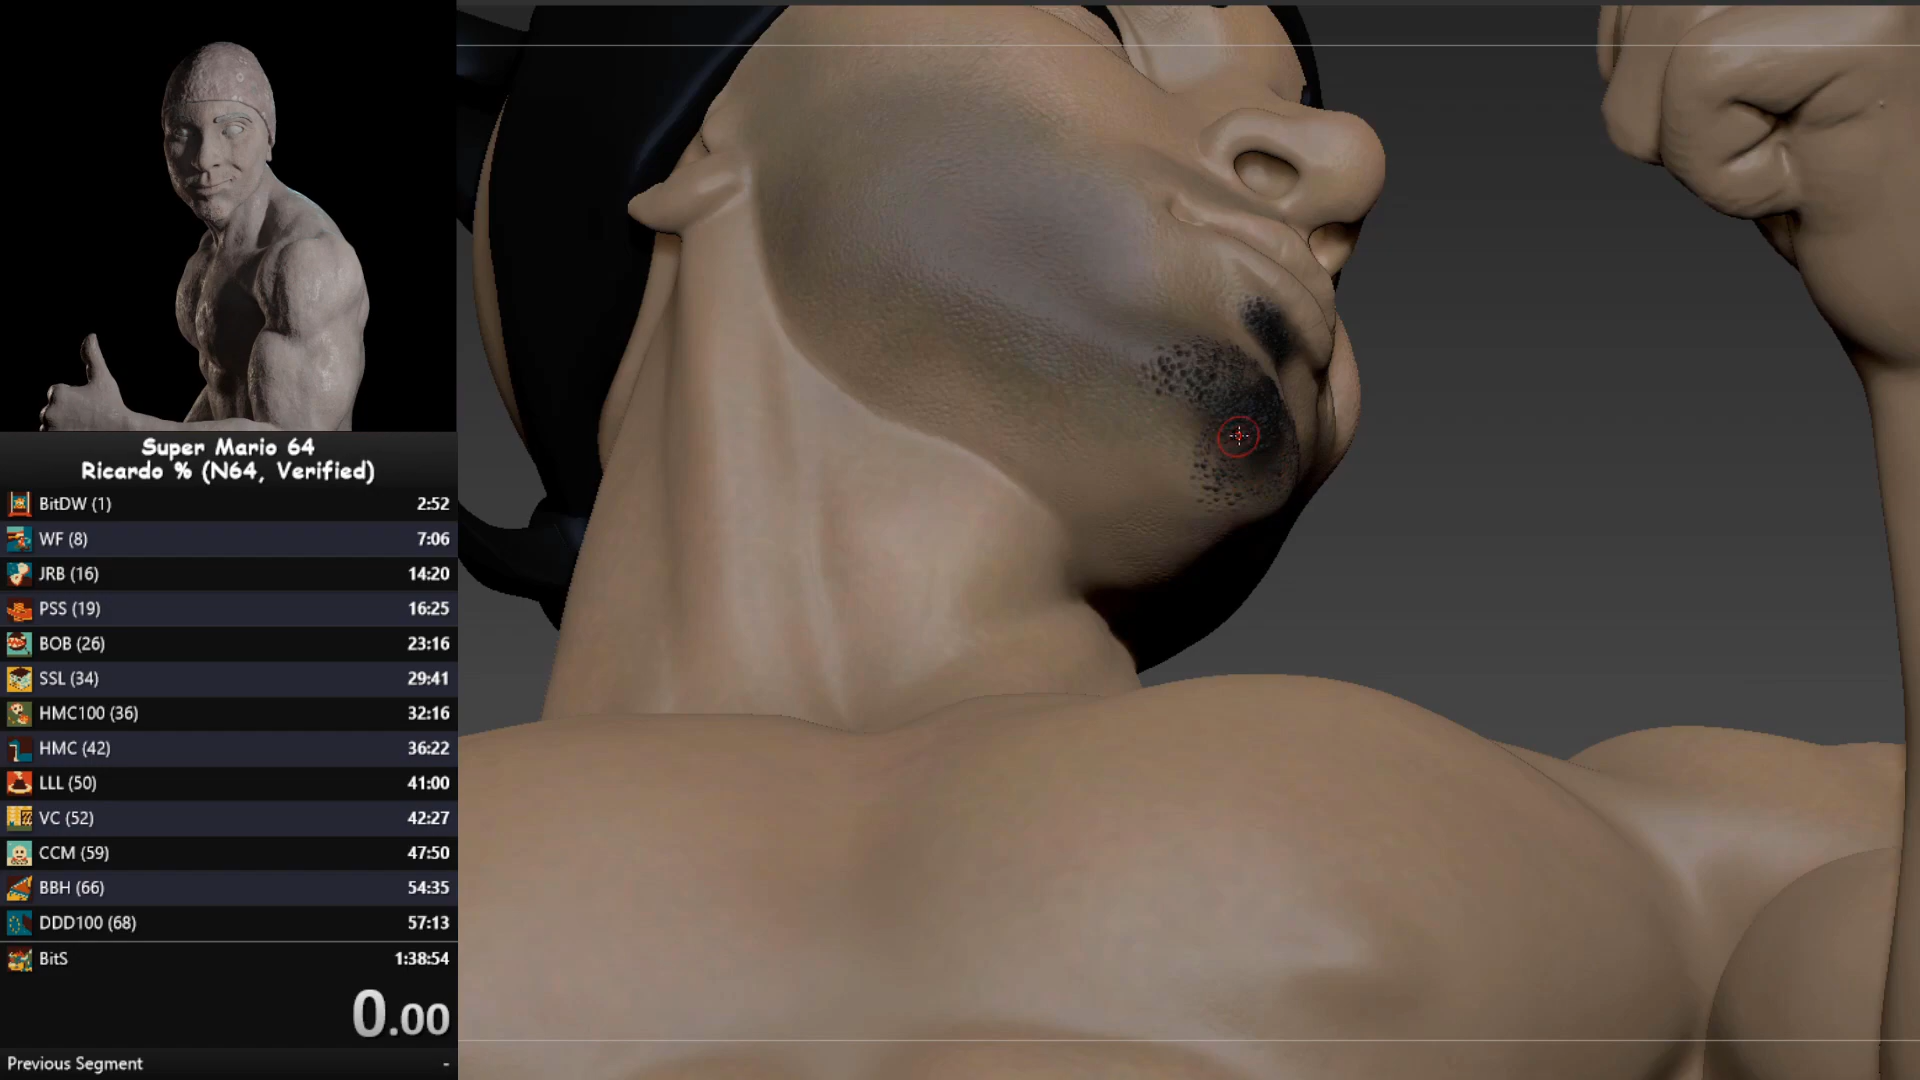 Super Mario 64
Ricardo % (N64, Verified)
BitDW (1) 2:52
WF (8) 7:06
JRB (16) 14:20
PSS (19) 16:25
BOB (26) 23:16
SSL (34) 29:41
HMC100 (36) 32:16
HMC (42) 36:22
LLL (50) 41:00
VC (52) 42:27
CCM (59) 47:50
BBH (66) 54:35
DDD100 (68) 57:13
BitS 1:38:54
0.00
Previous Segment -